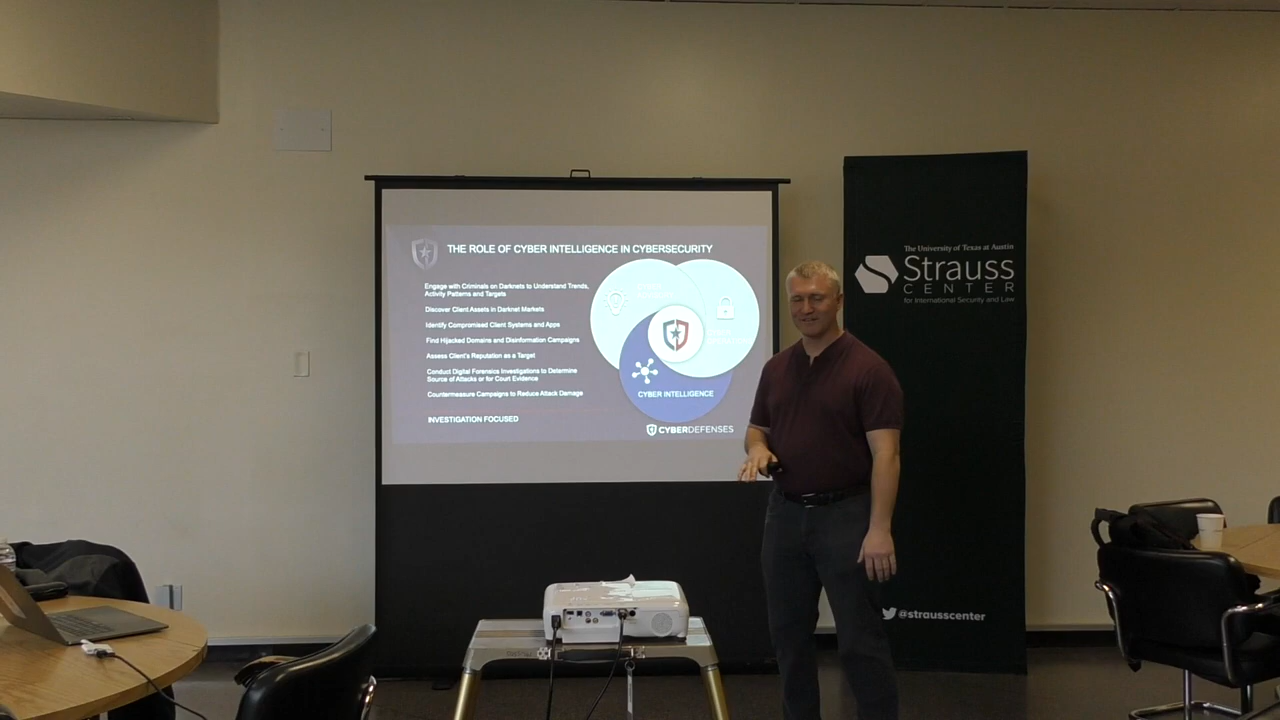 THE ROLE OF CYBER INTELLIGENCE IN CYBERSECURITY
Engage with Criminals on Darknets to Understand Trends,
Activity Patterns and Targets
Discover Client Assets in Darknet Markets
Identify Compromised Client Systems and Apps
Find Hijacked Domains and Disinformation Campaigns
Assess Client's Reputation as a Target
Conduct Digital Forensics Investigations to Determine
Source of Attacks or for Court Evidence
Countermeasure Campaigns to Reduce Attack Damage
INVESTIGATION FOCUSED
CYBER INTELLIGENCE
CYBERDEFENSES
The University of Texas at Austin
Strauss
CENTER
for International Security and Law
@strausscenter